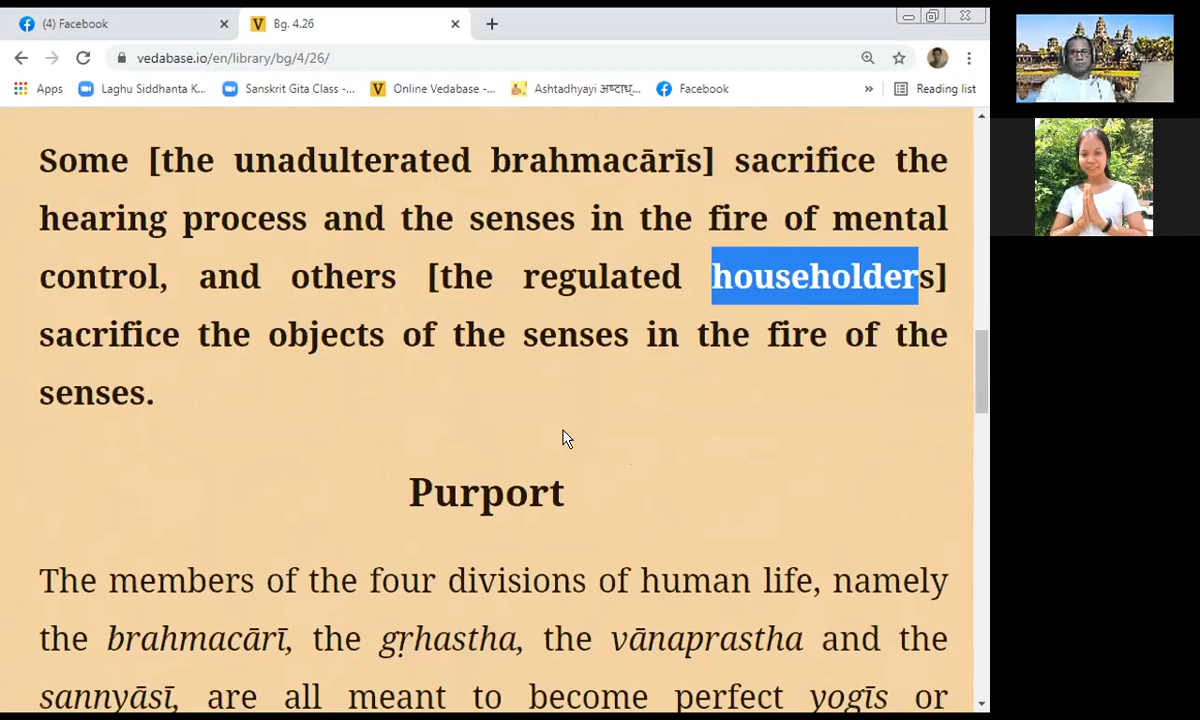 (4) Facebook
Bg. 4.26
vedabase.io/en/library/bg/4/26/
Apps
Laghu Siddhanta K...
Sanskrit Gita Class -...
Online Vedabase -...
Ashtadhyayi अष्टाध्...
Facebook
»
Reading list
Some [the unadulterated brahmacārīs] sacrifice the
hearing process and the senses in the fire of mental
control, and others [the regulated householders]
sacrifice the objects of the senses in the fire of the
senses.
Purport
The members of the four divisions of human life, namely
the brahmacārī, the gṛhastha, the vānaprastha and the
sannyāsī, are all meant to become perfect yogīs or